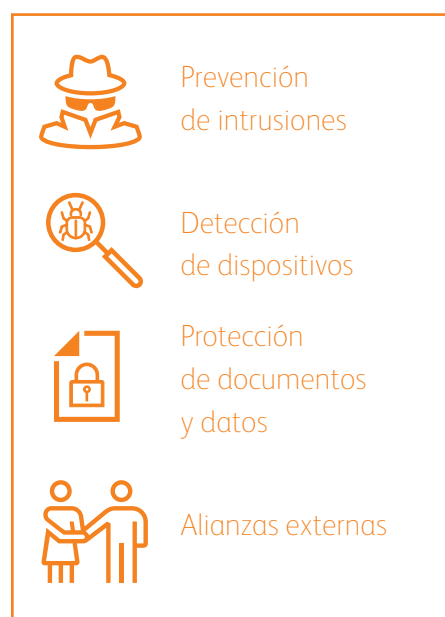 Prevención
de intrusiones
Detección
de dispositivos
Protección
de documentos
y datos
Alianzas externas